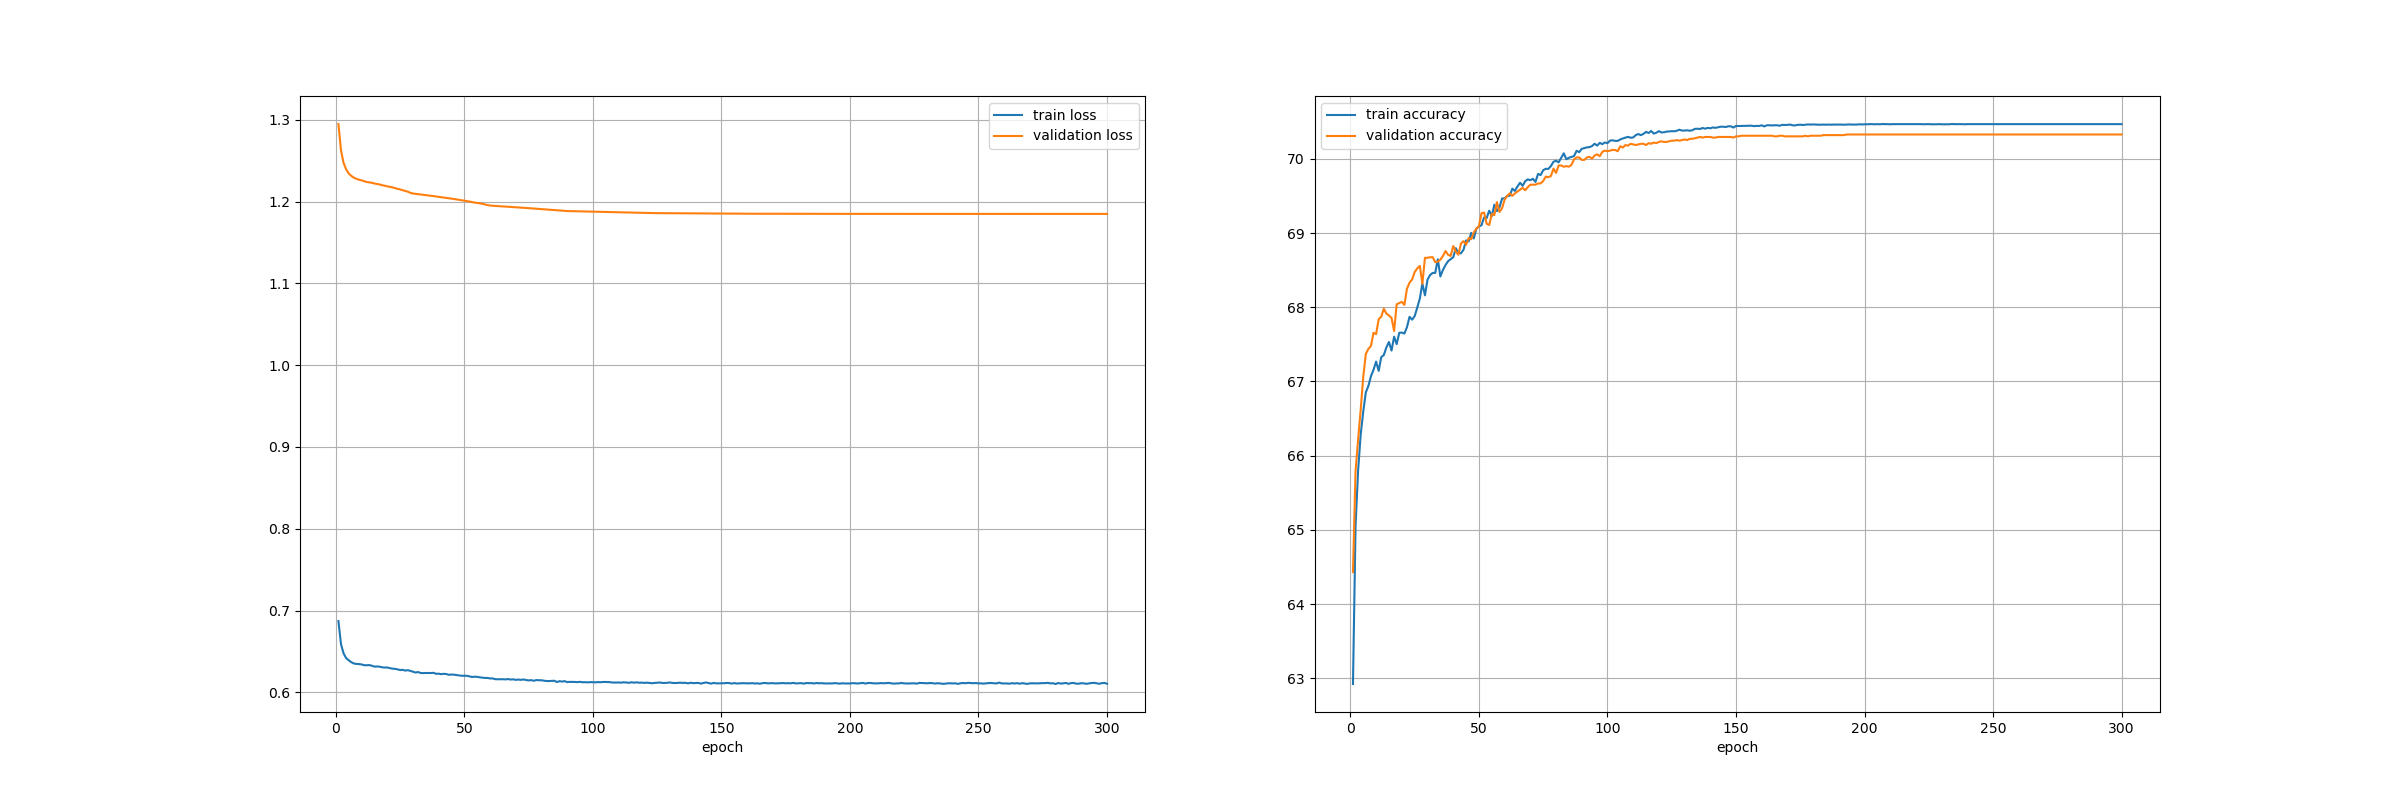 1.3
1.2
1.1
1.0
0.9
0.8
0.7
0.6
0 50 100 150 200 250 300
epoch
train loss
validation loss
70
69
68
67
66
65
64
63
0 50 100 150 200 250 300
epoch
train accuracy
validation accuracy